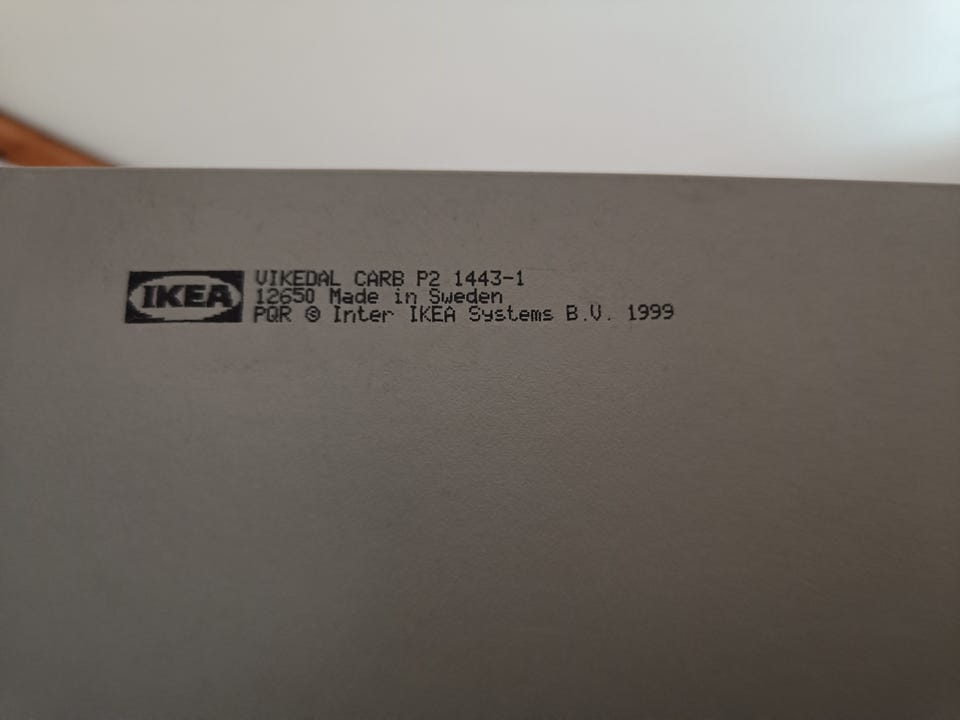 IKEA
VIKEDAL CARB P2 1443-1
12650 Made in Sweden
PQR © Inter IKEA Systems B.V. 1999